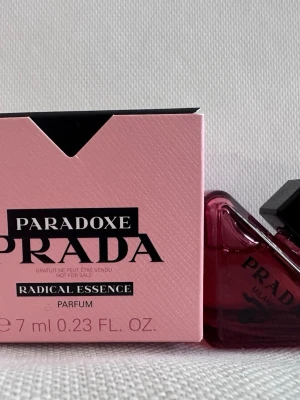 PARADOXE
PRADA
GRATUIT NE PEUT ÊTRE VENDU
NOT FOR SALE
RADICAL ESSENCE
PARFUM
e 7 ml 0.23 FL. OZ.
PRADA
MILANO